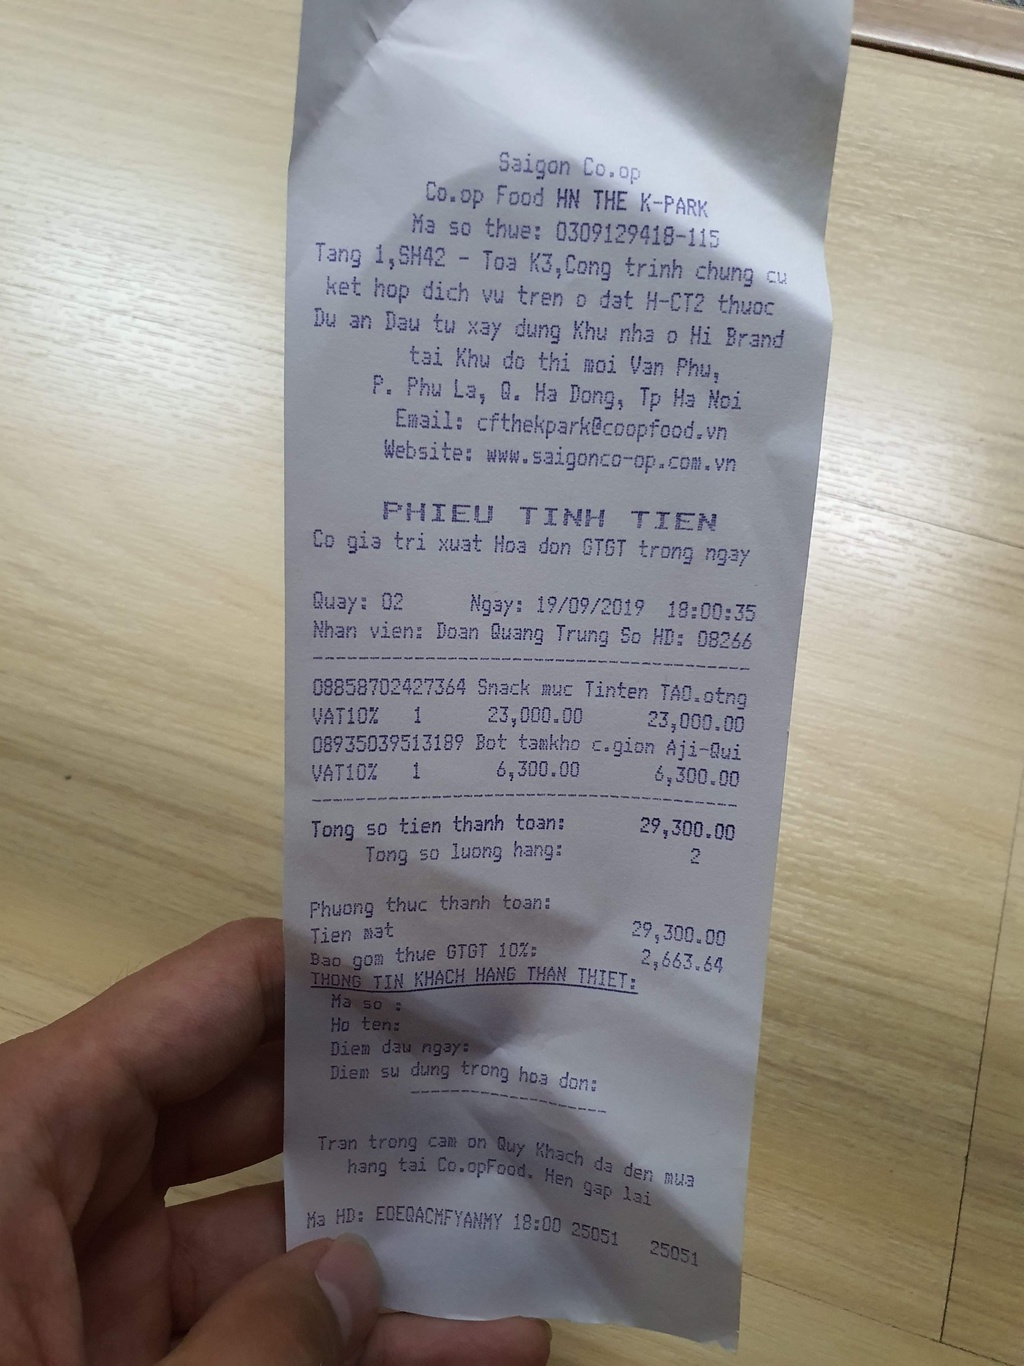 Saigon Co.op
Co.op Food HN THE K-PARK
Ma so thue: 0309129418-115
Tang 1,SH42 - Toa K3,Cong trinh chung cu
ket hop dich vu tren o dat H-CT2 thuoc
Du an Dau tu xay dung Khu nha o Hi Brand
tai Khu do thi moi Van Phu,
P. Phu La, Q. Ha Dong, Tp Ha Noi
Email: cfthekpark@coopfood.vn
Website: www.saigonco-op.com.vn
PHIEU TINH TIEN
Co gia tri xuat Hoa don GTGT trong ngay
Quay: 02 Ngay: 19/09/2019 18:00:35
Nhan vien: Doan Quang Trung So HD: 08266
08858702427364 Snack muc Tinten TAO.otng
VAT10% 1 23,000.00 23,000.00
08935039513189 Bot tamkho c.gion Aji-Qui
VAT10% 1 6,300.00 6,300.00
Tong so tien thanh toan: 29,300.00
Tong so luong hang: 2
Phuong thuc thanh toan:
Tien mat 29,300.00
Bao gom thue GTGT 10%: 2,663.64
THONG TIN KHACH HANG THAN THIET:
Ma so :
Ho ten:
Diem dau ngay:
Diem su dung trong hoa don:
Tran trong cam on Quy Khach da den mua
hang tai Co.opFood. Hen gap lai
Ma HD: EOEQACMFYANMY 18:00 25051 25051